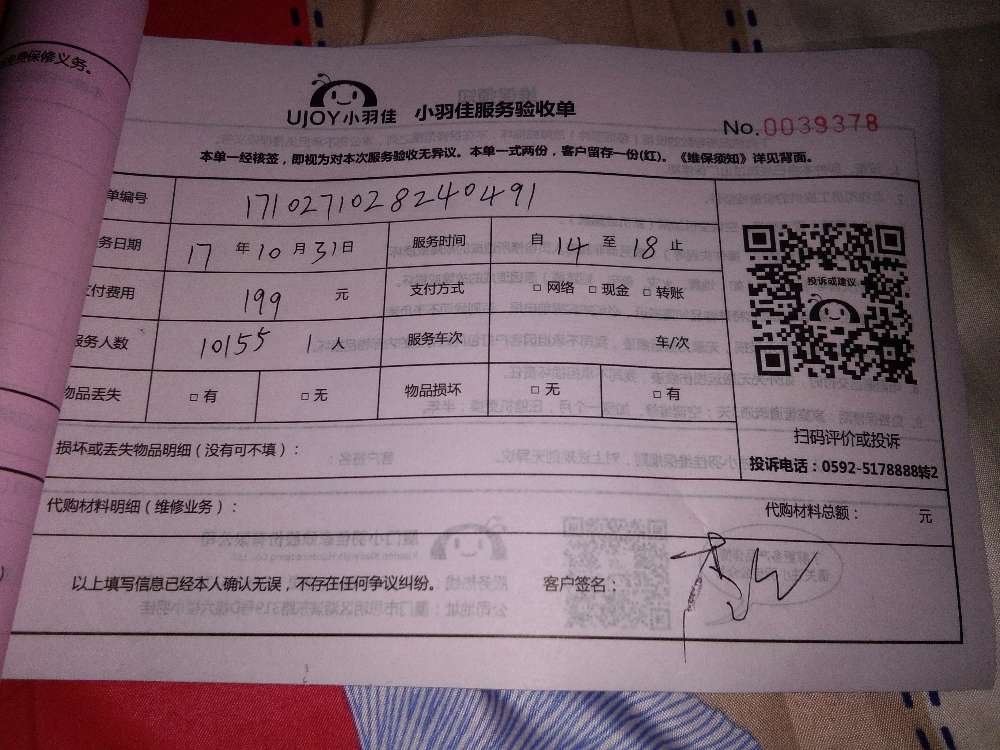 费保修义务。
UJOY小羽佳 小羽佳服务验收单
No.0039378
本单一经核签，即视为对本次服务验收无异议。本单一式两份，客户留存一份(红)。《维保须知》详见背面。
单编号 1710271028240491
务日期 17 年 10 月 31 日 服务时间 自 14 至 18 止
付费用 199 元 支付方式 □ 网络 □ 现金 □ 转账
服务人数 10155 1人 服务车次 车/次
物品丢失 □ 有 □ 无 物品损坏 □ 无 □ 有
投诉或建议
扫码评价或投诉
投诉电话：0592-5178888转2
损坏或丢失物品明细（没有可不填）：
代购材料明细（维修业务）： 代购材料总额： 元
以上填写信息已经本人确认无误，不存在任何争议纠纷。 客户签名：